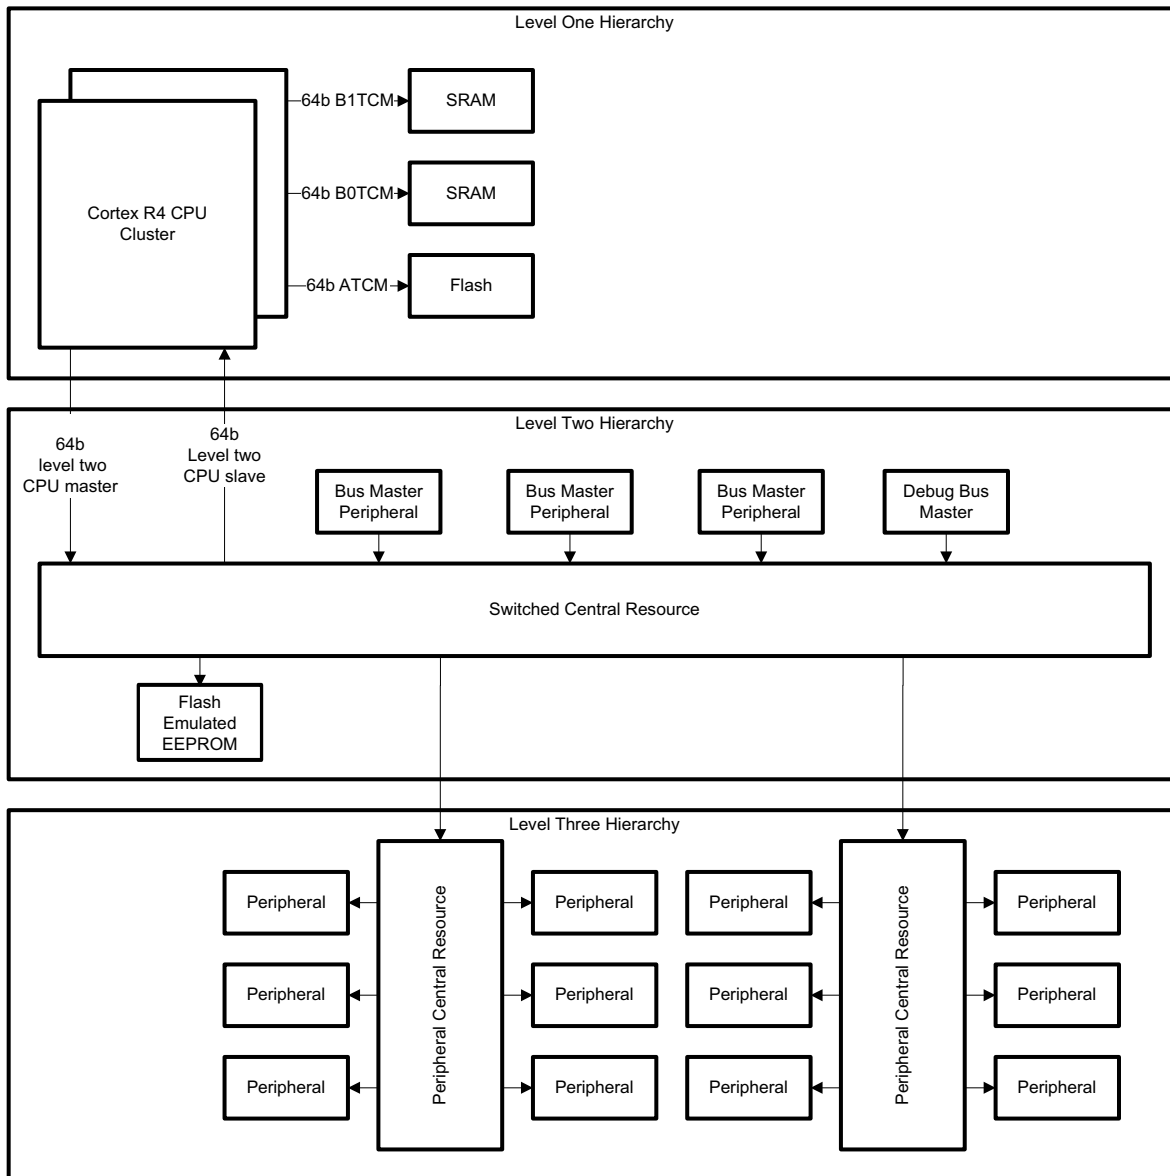 Level One Hierarchy
64b B1TCM
SRAM
64b B0TCM
SRAM
Cortex R4 CPU
Cluster
64b ATCM
Flash
Level Two Hierarchy
64b
level two
CPU master
64b
Level two
CPU slave
Bus Master
Peripheral
Bus Master
Peripheral
Bus Master
Peripheral
Debug Bus
Master
Switched Central Resource
Flash
Emulated
EEPROM
Level Three Hierarchy
Peripheral
Peripheral
Peripheral
Peripheral Central Resource
Peripheral
Peripheral
Peripheral
Peripheral
Peripheral
Peripheral
Peripheral Central Resource
Peripheral
Peripheral
Peripheral